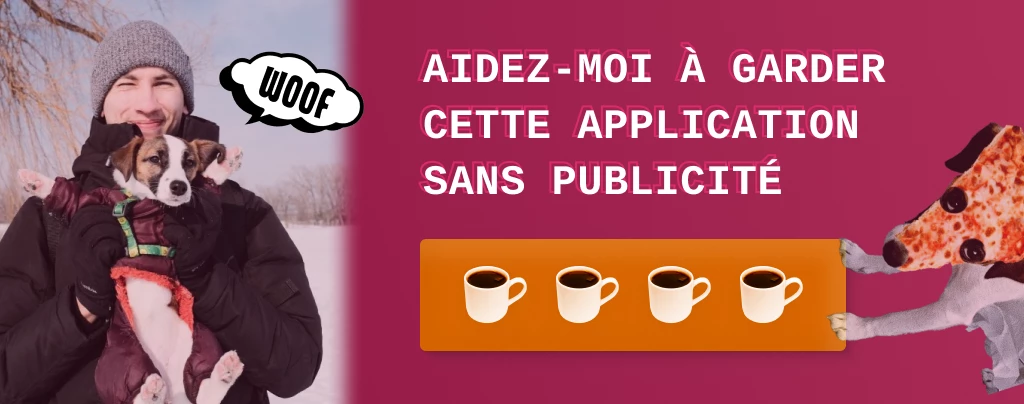 WOOF
AIDEZ-MOI À GARDER
CETTE APPLICATION
SANS PUBLICITÉ